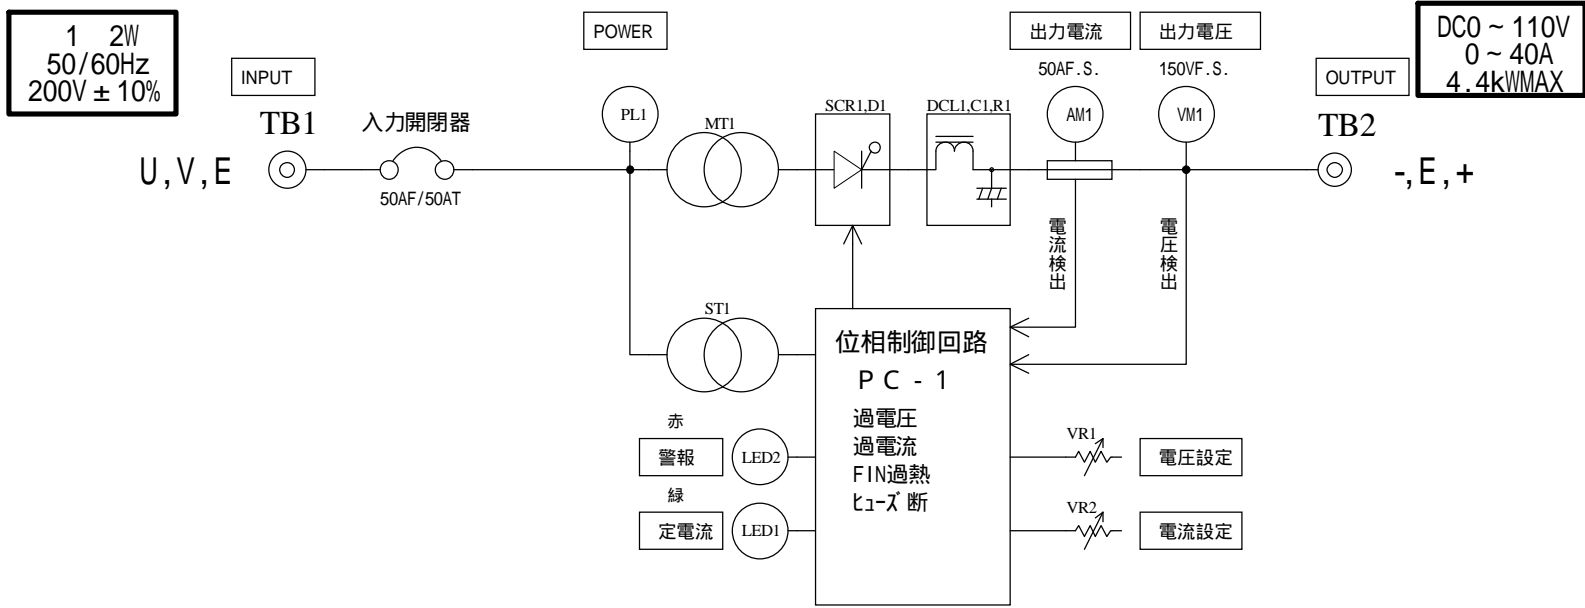 1 2W
50/60Hz
200V±10%
INPUT
TB1
U,V,E
入力開閉器
50AF/50AT
POWER
PL1
MT1
SCR1,D1
DCL1,C1,R1
出力電流
50AF.S.
AM1
出力電圧
150VF.S.
VM1
OUTPUT
TB2
-,E,+
DC0~110V
0~40A
4.4kWMAX
電流検出
電圧検出
ST1
位相制御回路
PC-1
過電圧
過電流
FIN過熱
ﾋｭｰｽﾞ断
赤
警報
LED2
緑
定電流
LED1
VR1
電圧設定
VR2
電流設定